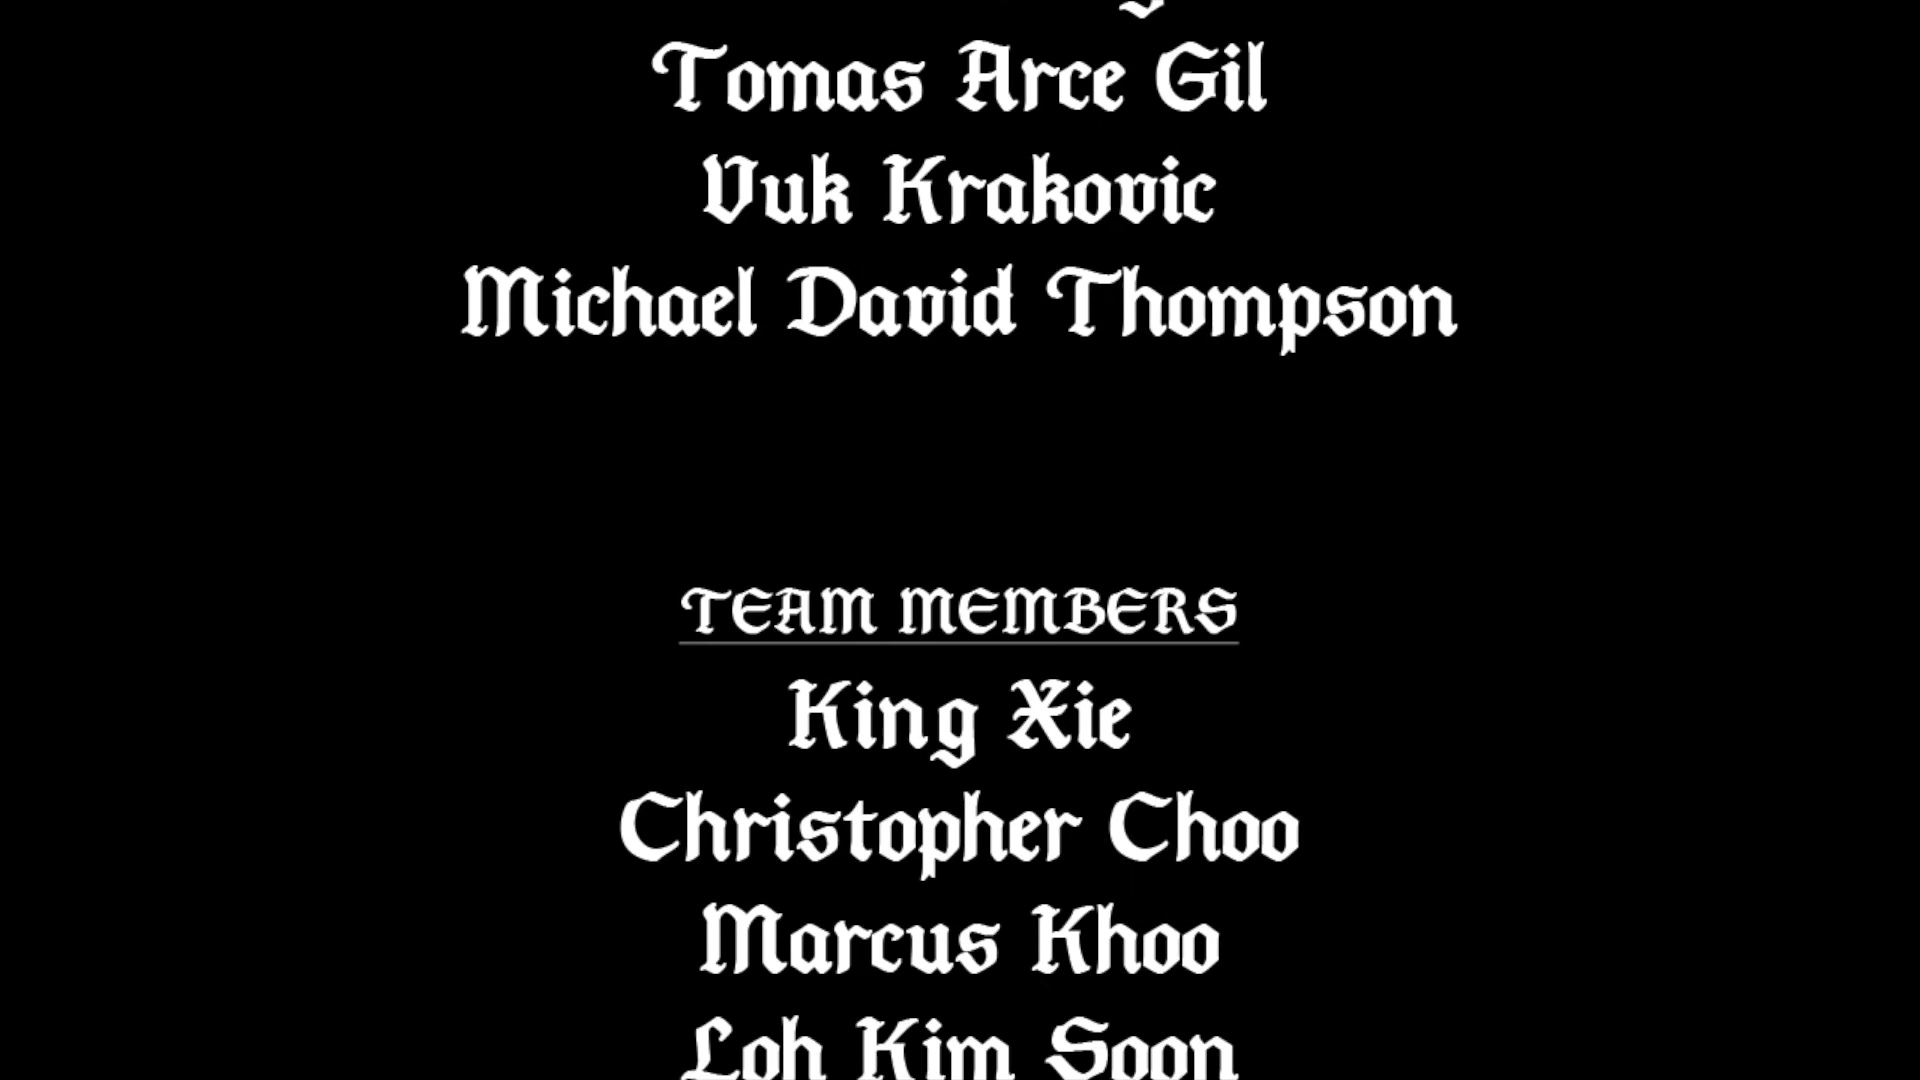 Tomas Arce Gil
Vuk Krakovic
Michael David Thompson
TEAM MEMBERS
King Xie
Christopher Choo
Marcus Khoo
Loh Kim Soon